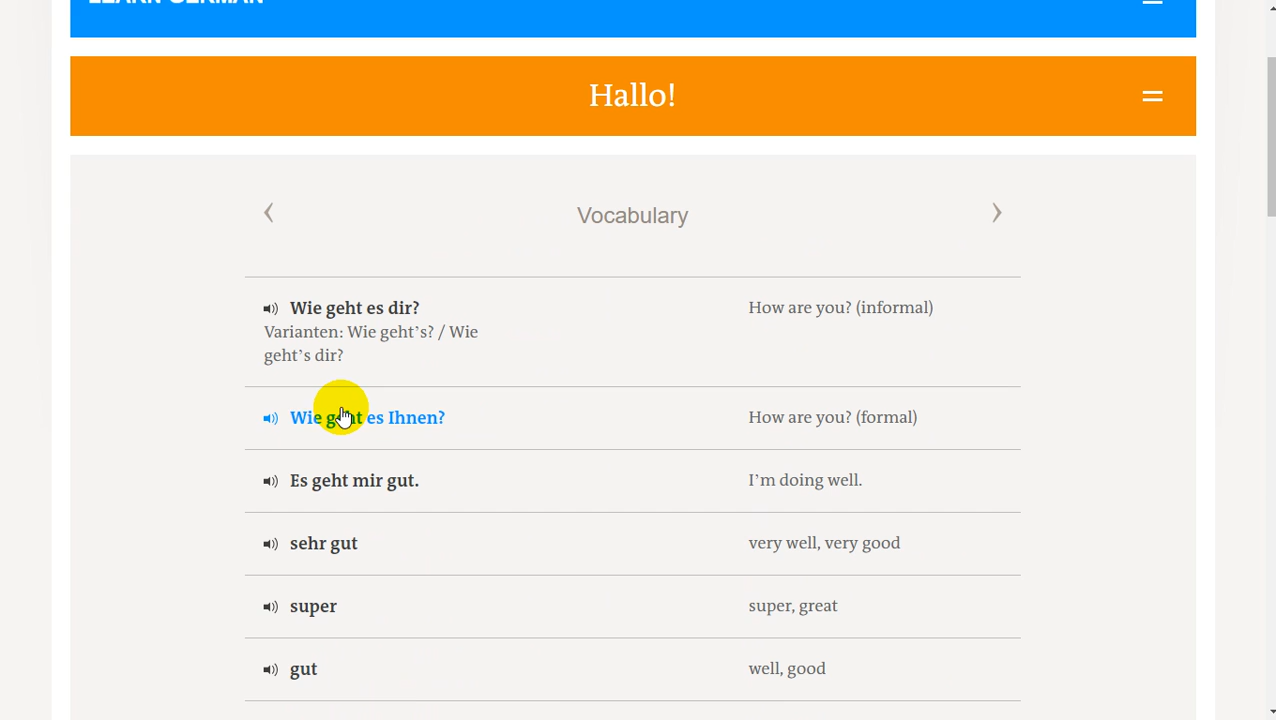 LEARN GERMAN
Hallo!
Vocabulary
Wie geht es dir?
How are you? (informal)
Varianten: Wie geht’s? / Wie
geht’s dir?
Wie geht es Ihnen?
How are you? (formal)
Es geht mir gut.
I’m doing well.
sehr gut
very well, very good
super
super, great
gut
well, good